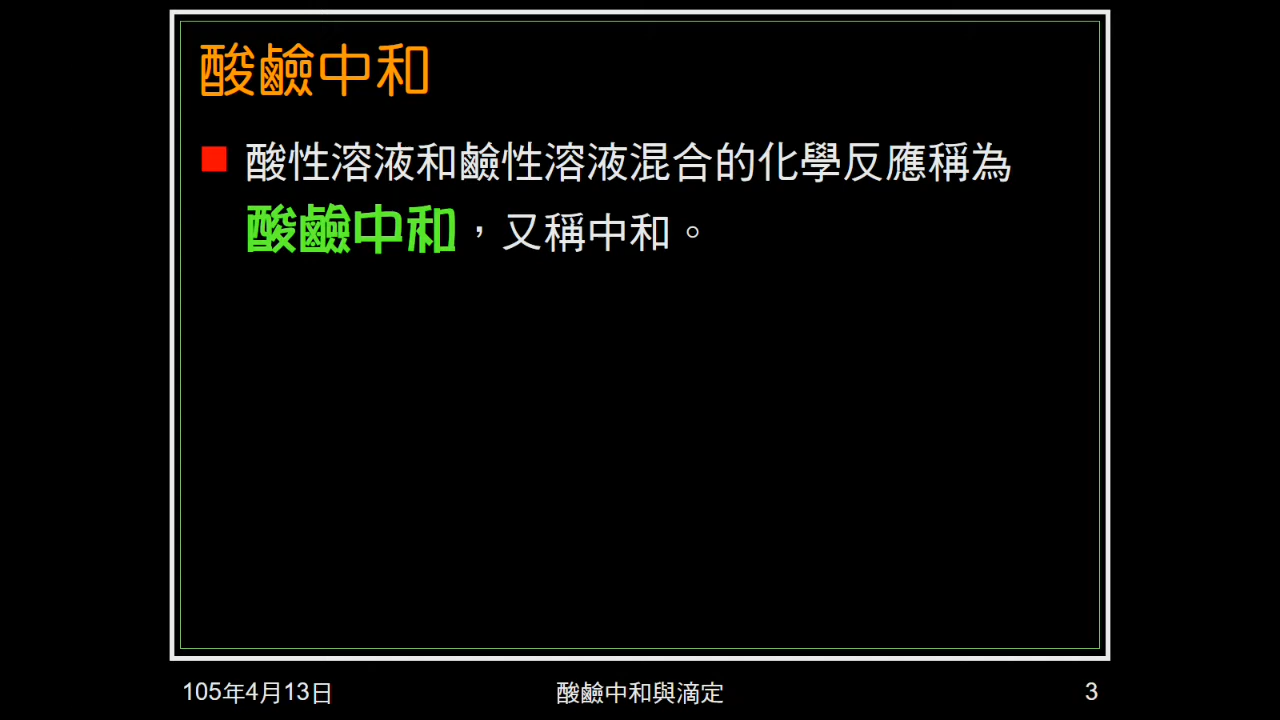 酸鹼中和
酸性溶液和鹼性溶液混合的化學反應稱為
酸鹼中和，又稱中和。
105年4月13日
酸鹼中和與滴定
3